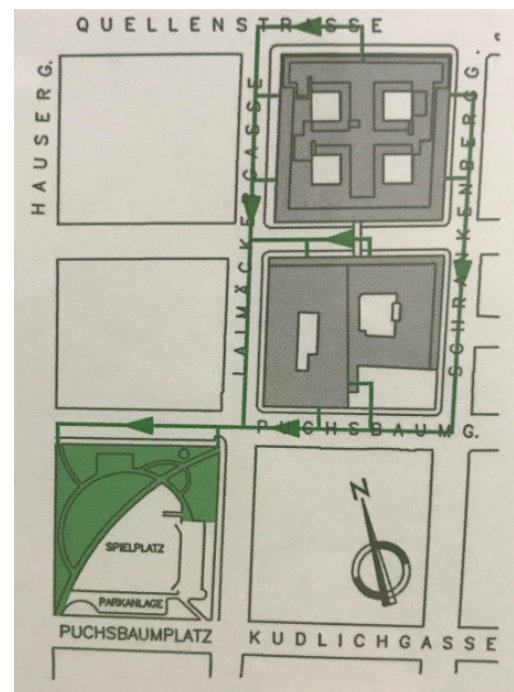 QUELLENSTRASSE
HAUSERG.
LAIMÄCKERGASSE
SCHRANKENBERGG.
PUCHSBAUMG.
N
SPIELPLATZ
PARKANLAGE
PUCHSBAUMPLATZ
KUDLICHGASSE